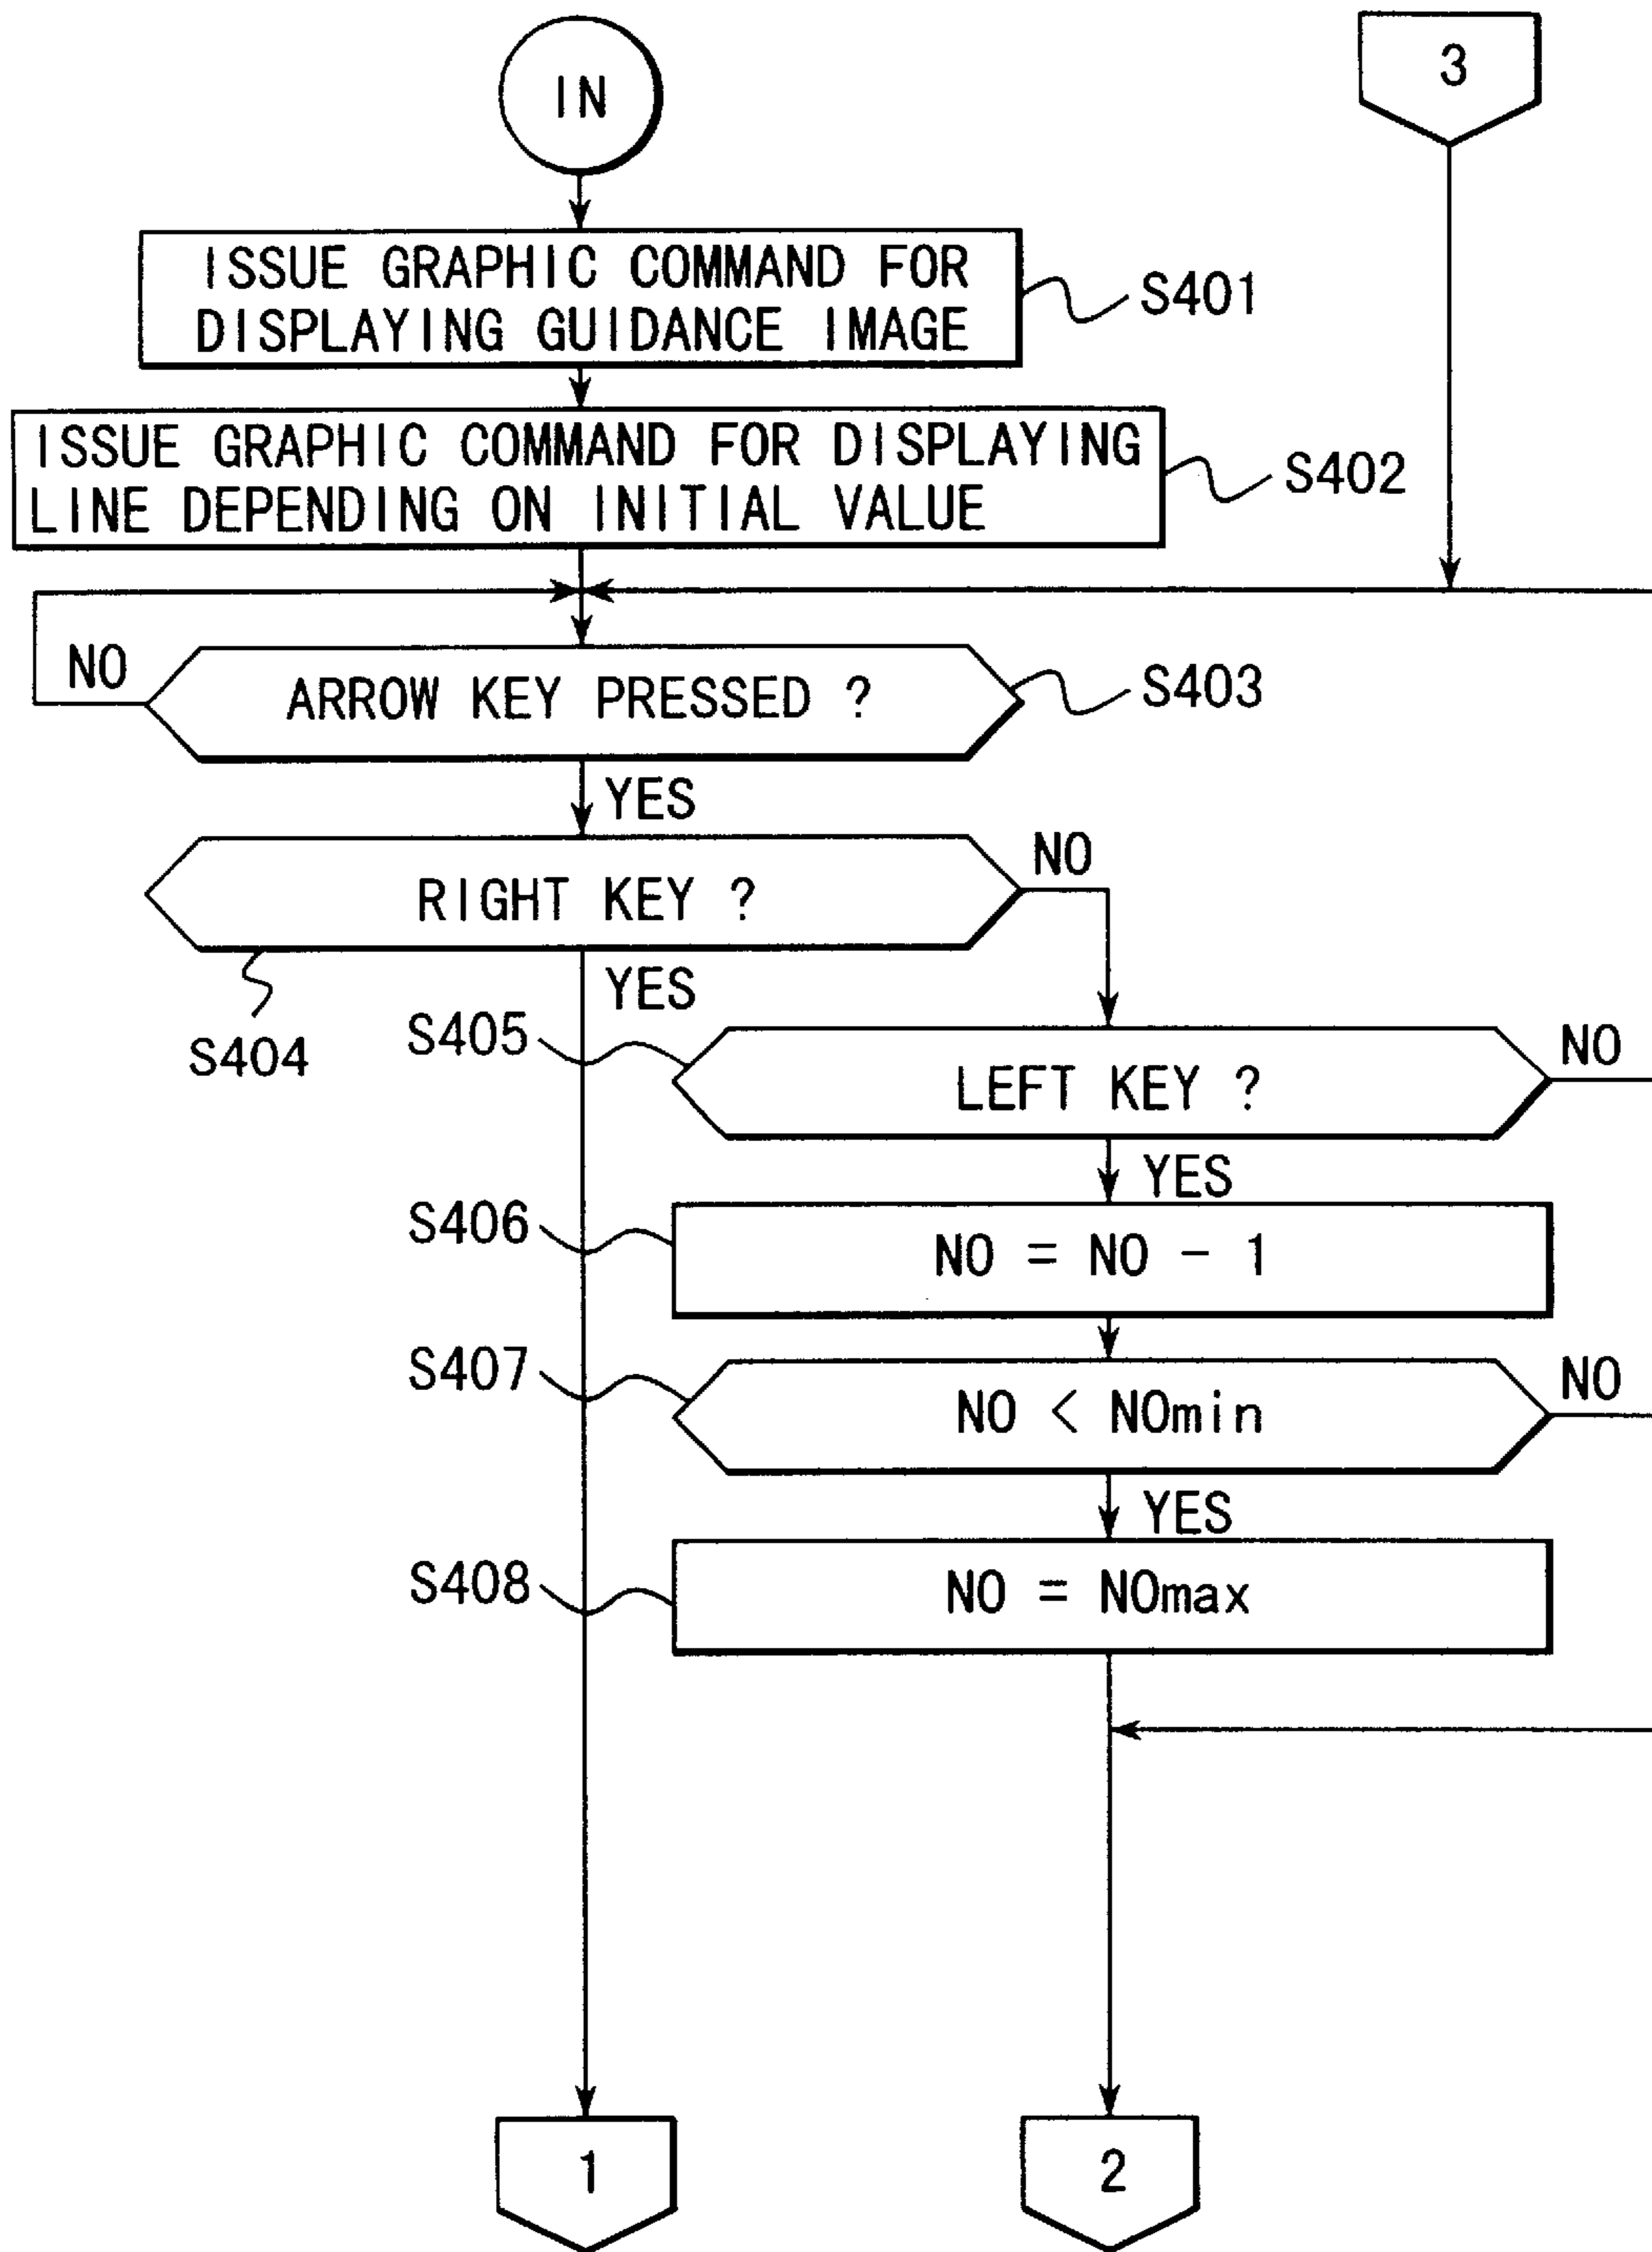 IN
3
ISSUE GRAPHIC COMMAND FOR
DISPLAYING GUIDANCE IMAGE
S401
ISSUE GRAPHIC COMMAND FOR DISPLAYING
LINE DEPENDING ON INITIAL VALUE
S402
NO
ARROW KEY PRESSED ?
S403
YES
RIGHT KEY ?
NO
S404
YES
S405
LEFT KEY ?
NO
YES
S406
NO = NO - 1
S407
NO < NOmin
NO
YES
S408
NO = NOmax
1
2